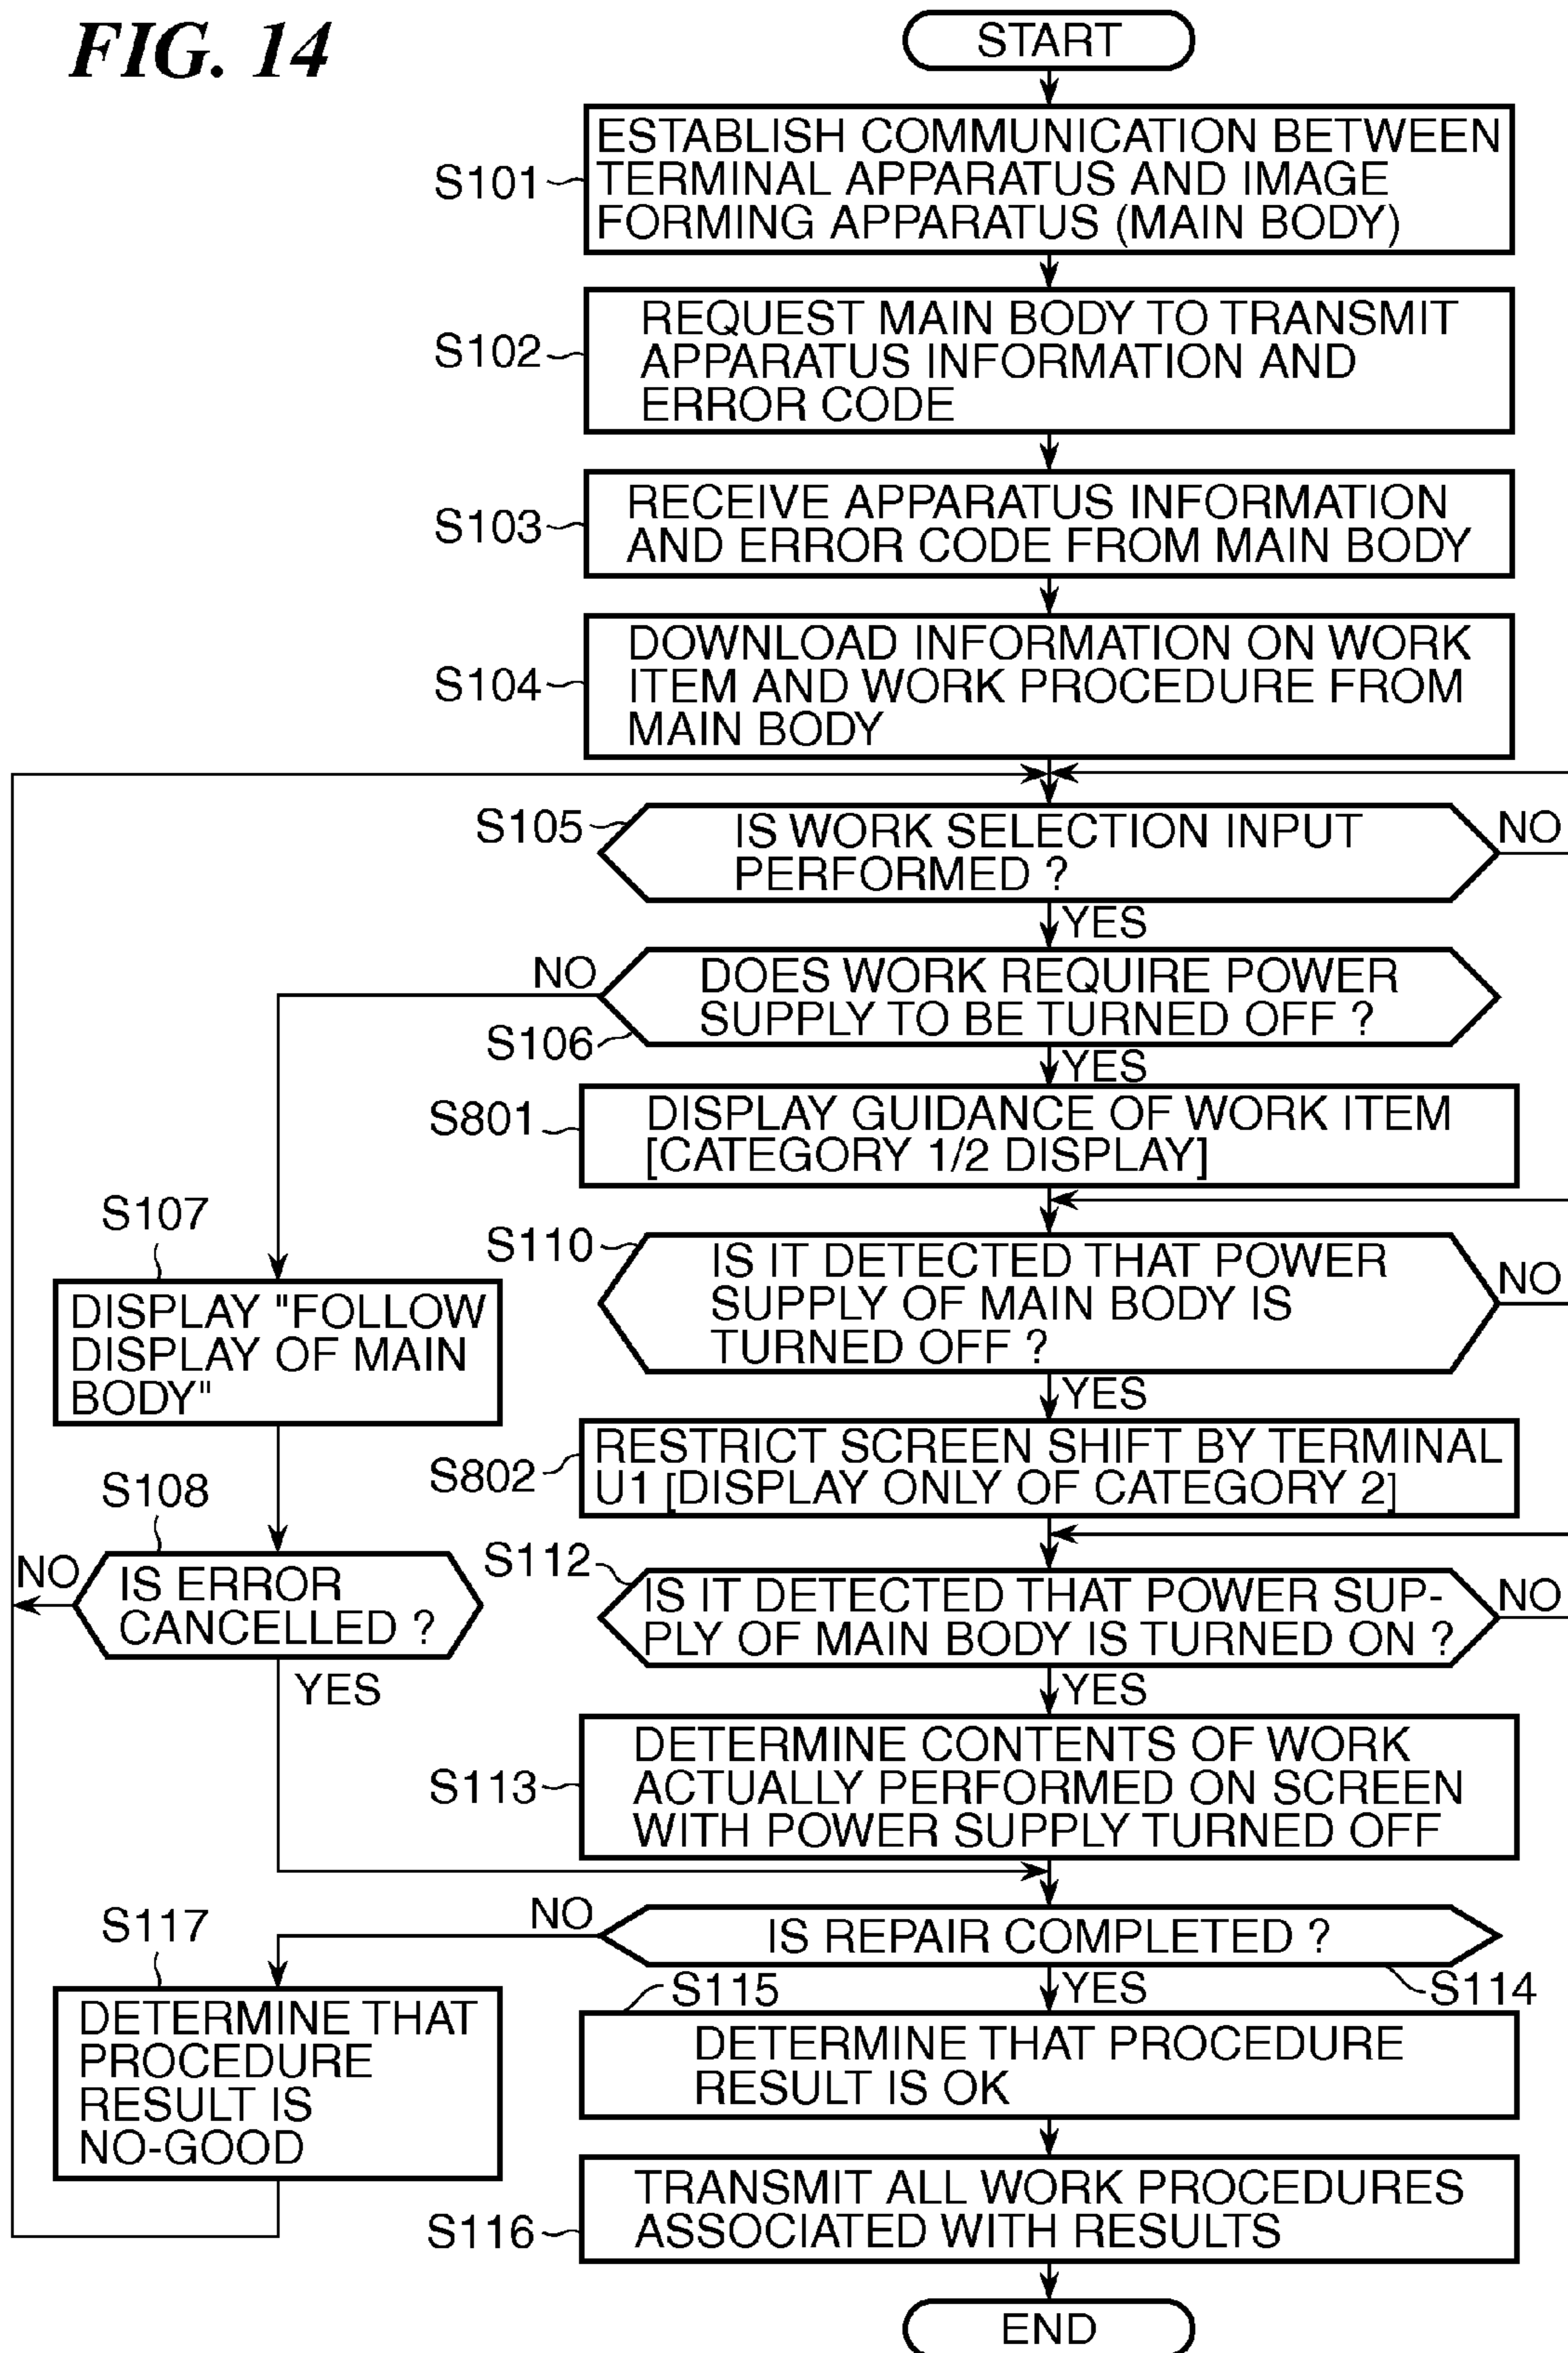 FIG. 14
START
S101
ESTABLISH COMMUNICATION BETWEEN
TERMINAL APPARATUS AND IMAGE
FORMING APPARATUS (MAIN BODY)
S102
REQUEST MAIN BODY TO TRANSMIT
APPARATUS INFORMATION AND
ERROR CODE
S103
RECEIVE APPARATUS INFORMATION
AND ERROR CODE FROM MAIN BODY
S104
DOWNLOAD INFORMATION ON WORK
ITEM AND WORK PROCEDURE FROM
MAIN BODY
S105
IS WORK SELECTION INPUT
PERFORMED ?
NO
YES
NO
DOES WORK REQUIRE POWER
SUPPLY TO BE TURNED OFF ?
S106
YES
S801
DISPLAY GUIDANCE OF WORK ITEM
[CATEGORY 1/2 DISPLAY]
S107
DISPLAY "FOLLOW
DISPLAY OF MAIN
BODY"
S110
IS IT DETECTED THAT POWER
SUPPLY OF MAIN BODY IS
TURNED OFF ?
NO
YES
S802
RESTRICT SCREEN SHIFT BY TERMINAL
U1 [DISPLAY ONLY OF CATEGORY 2]
S108
NO
IS ERROR
CANCELLED ?
YES
S112
IS IT DETECTED THAT POWER SUP-
PLY OF MAIN BODY IS TURNED ON ?
NO
YES
S113
DETERMINE CONTENTS OF WORK
ACTUALLY PERFORMED ON SCREEN
WITH POWER SUPPLY TURNED OFF
NO
IS REPAIR COMPLETED ?
S114
YES
S117
DETERMINE THAT
PROCEDURE
RESULT IS
NO-GOOD
S115
DETERMINE THAT PROCEDURE
RESULT IS OK
S116
TRANSMIT ALL WORK PROCEDURES
ASSOCIATED WITH RESULTS
END